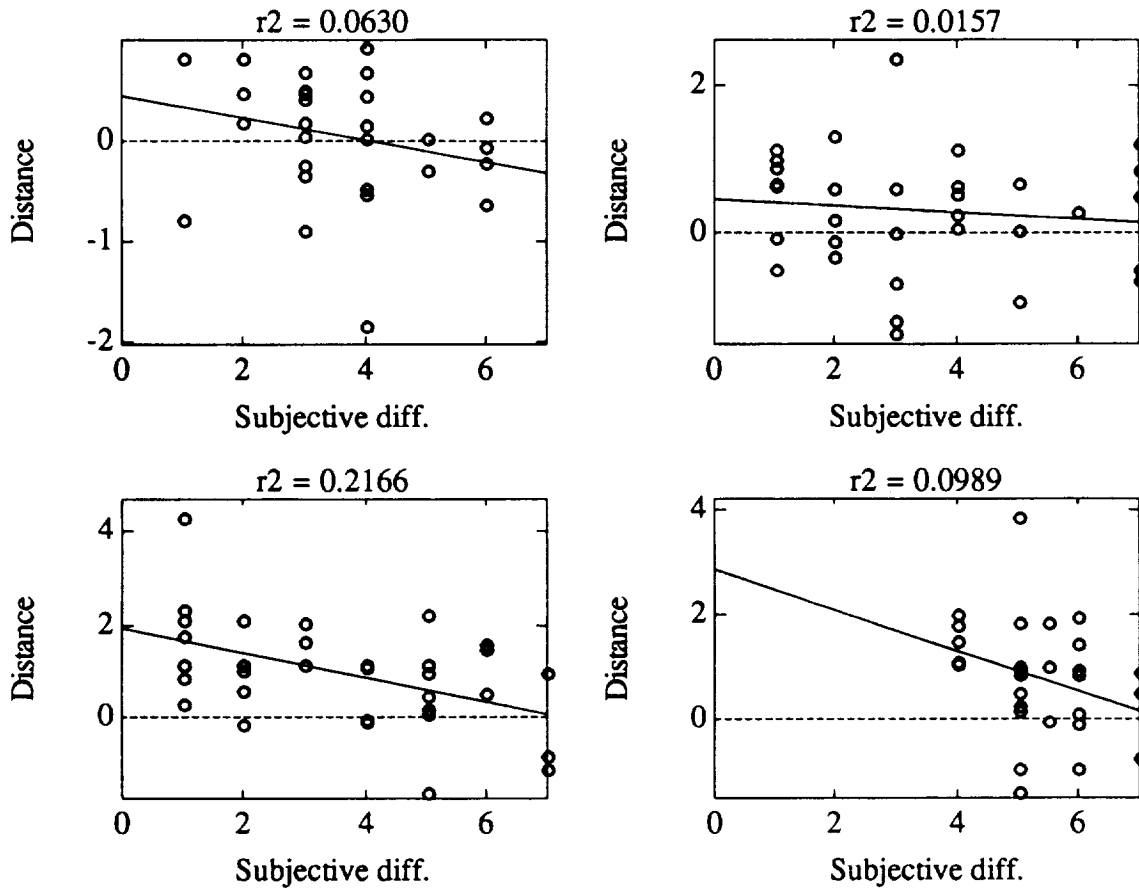 r2 = 0.0630
0
-1
-2
Distance
0 2 4 6
Subjective diff.
r2 = 0.0157
2
0
Distance
0 2 4 6
Subjective diff.
r2 = 0.2166
4
2
0
Distance
0 2 4 6
Subjective diff.
r2 = 0.0989
4
2
0
Distance
0 2 4 6
Subjective diff.